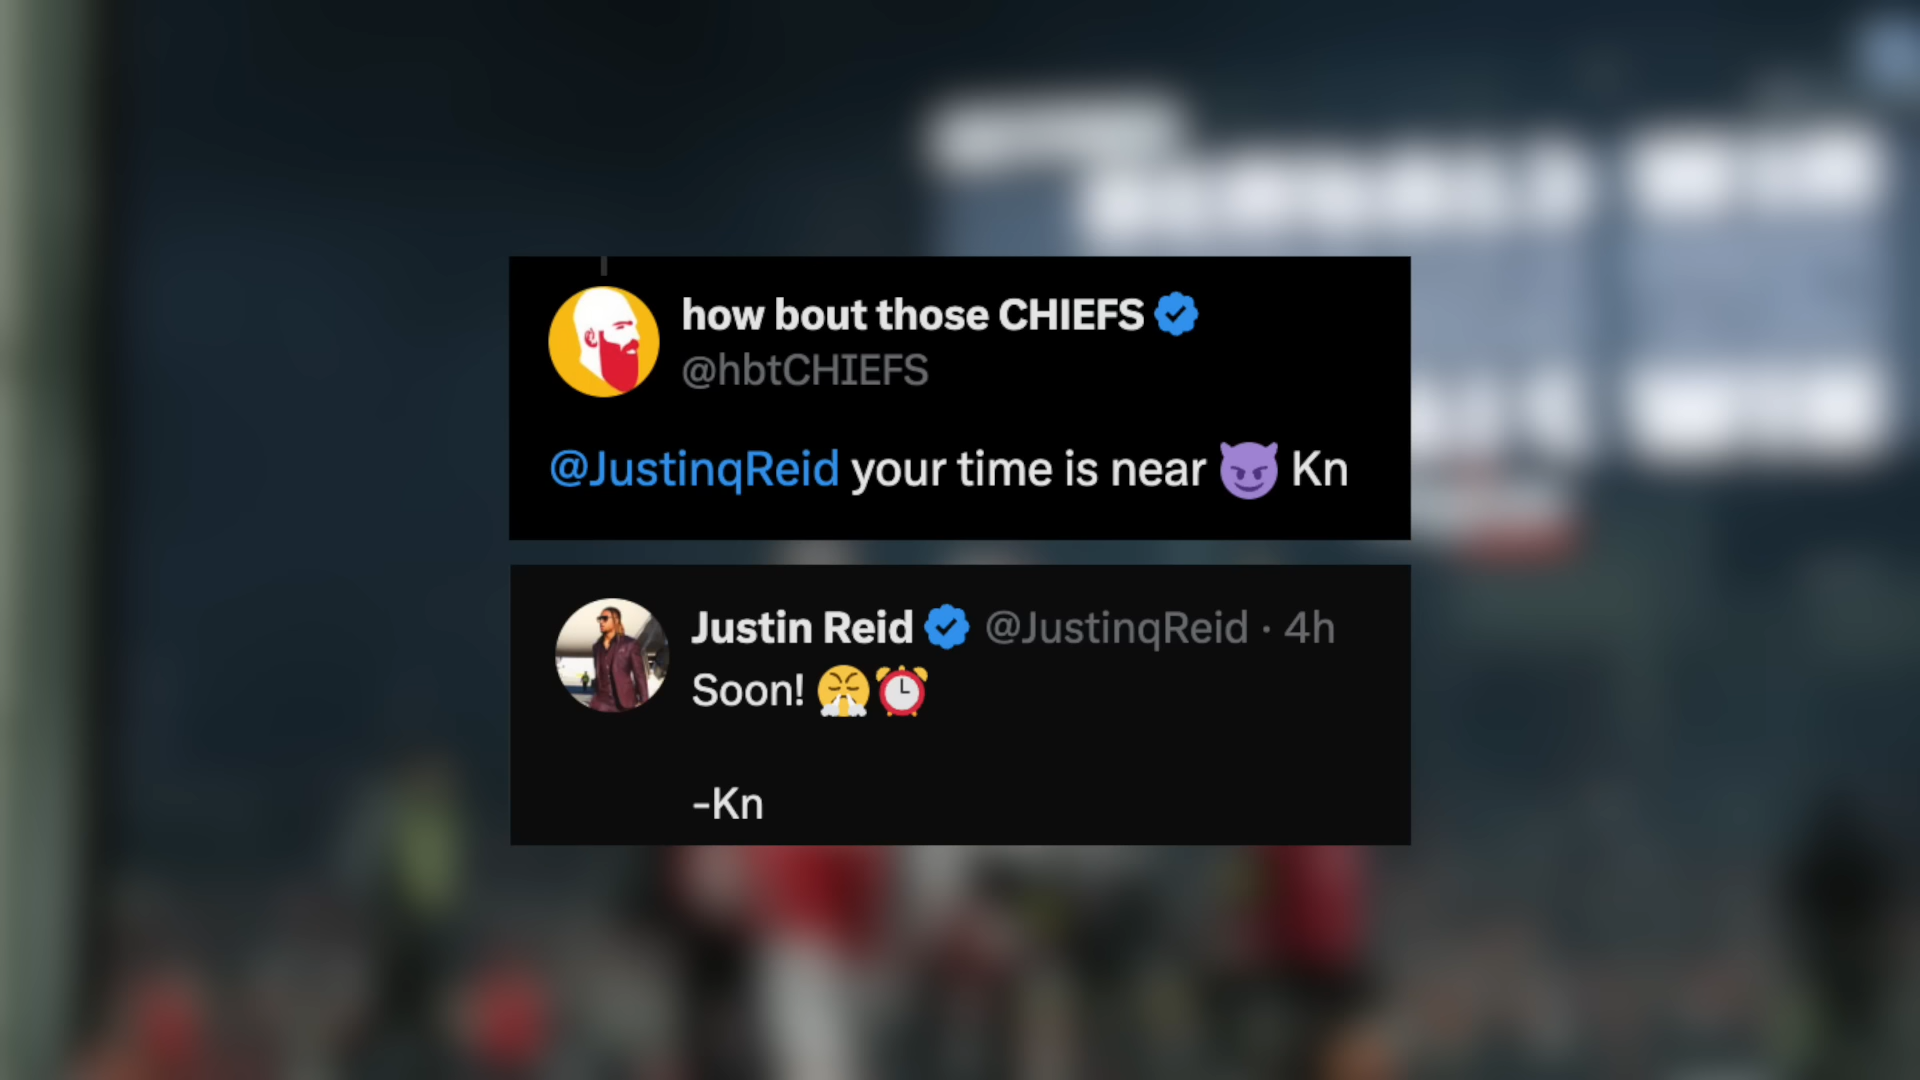 how bout those CHIEFS
@hbtCHIEFS
@JustinqReid your time is near 😈 Kn
Justin Reid @JustinqReid · 4h
Soon! 😤⏰
-Kn